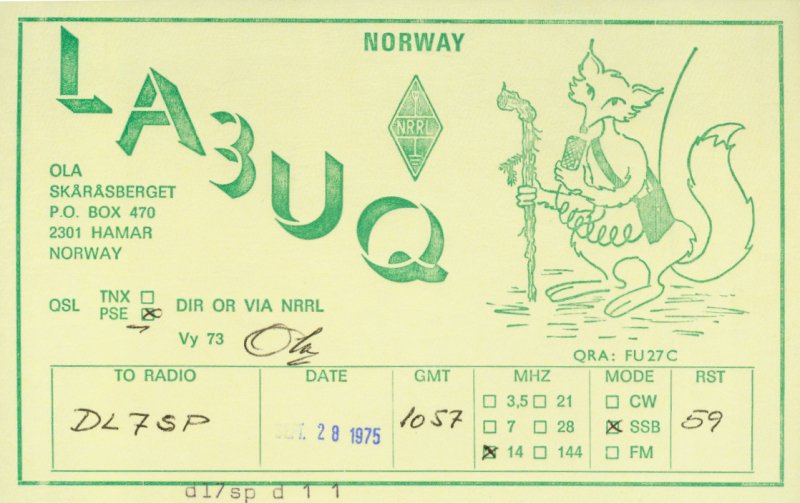 NORWAY
LA3UQ
NRRL
OLA
SKÅRÅSBERGET
P.O. BOX 470
2301 HAMAR
NORWAY
QSL TNX
PSE DIR OR VIA NRRL
Vy 73 Ola
QRA: FU27C
TO RADIO DATE GMT MHZ MODE RST
DL7SP SEPT. 28 1975 1057 59
3,5 21 CW
7 28 SSB
14 144 FM
dl7sp d 1 1